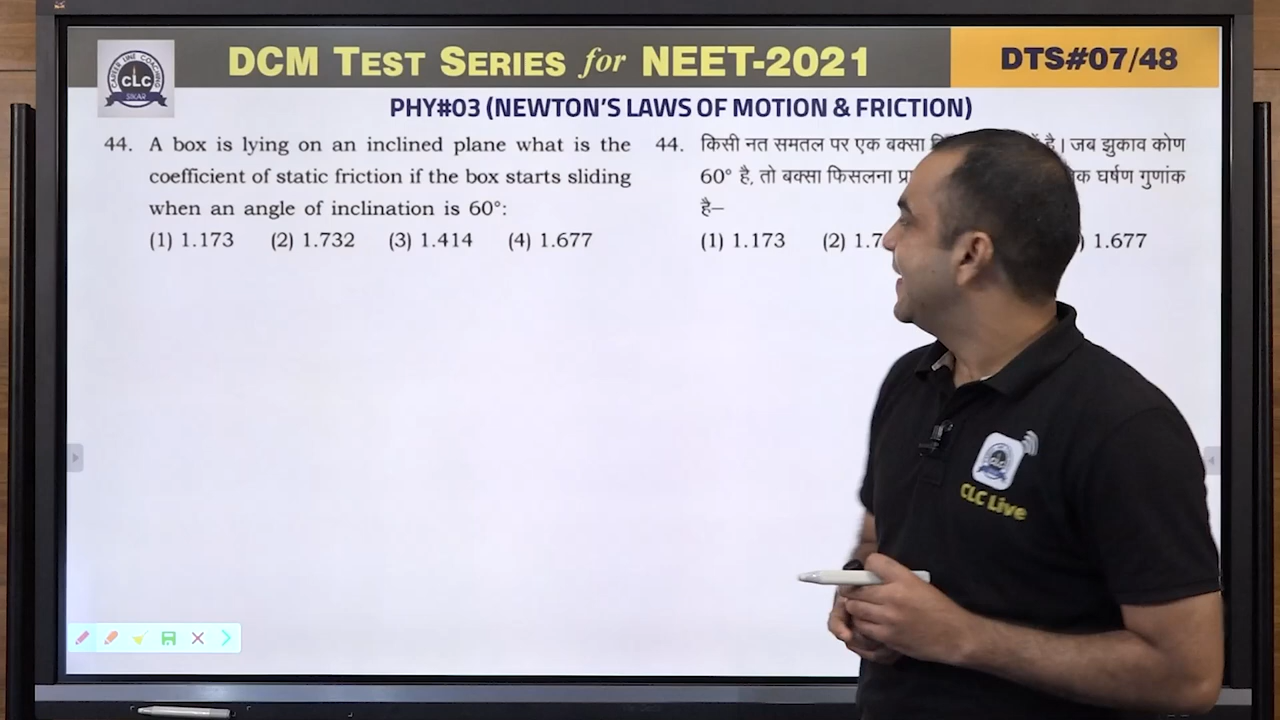 DCM TEST SERIES for NEET-2021
DTS#07/48
CAREER LINE COACHING
CLC
SIKAR
PHY#03 (NEWTON'S LAWS OF MOTION & FRICTION)
44. A box is lying on an inclined plane what is the
coefficient of static friction if the box starts sliding
when an angle of inclination is 60°:
(1) 1.173 (2) 1.732 (3) 1.414 (4) 1.677
44. किसी नत समतल पर एक बक्सा है। जब झुकाव कोण
60° है, तो बक्सा फिसलना घर्षण गुणांक
है–
(1) 1.173 (2) 1.7 ) 1.677
CLC
CLC Live